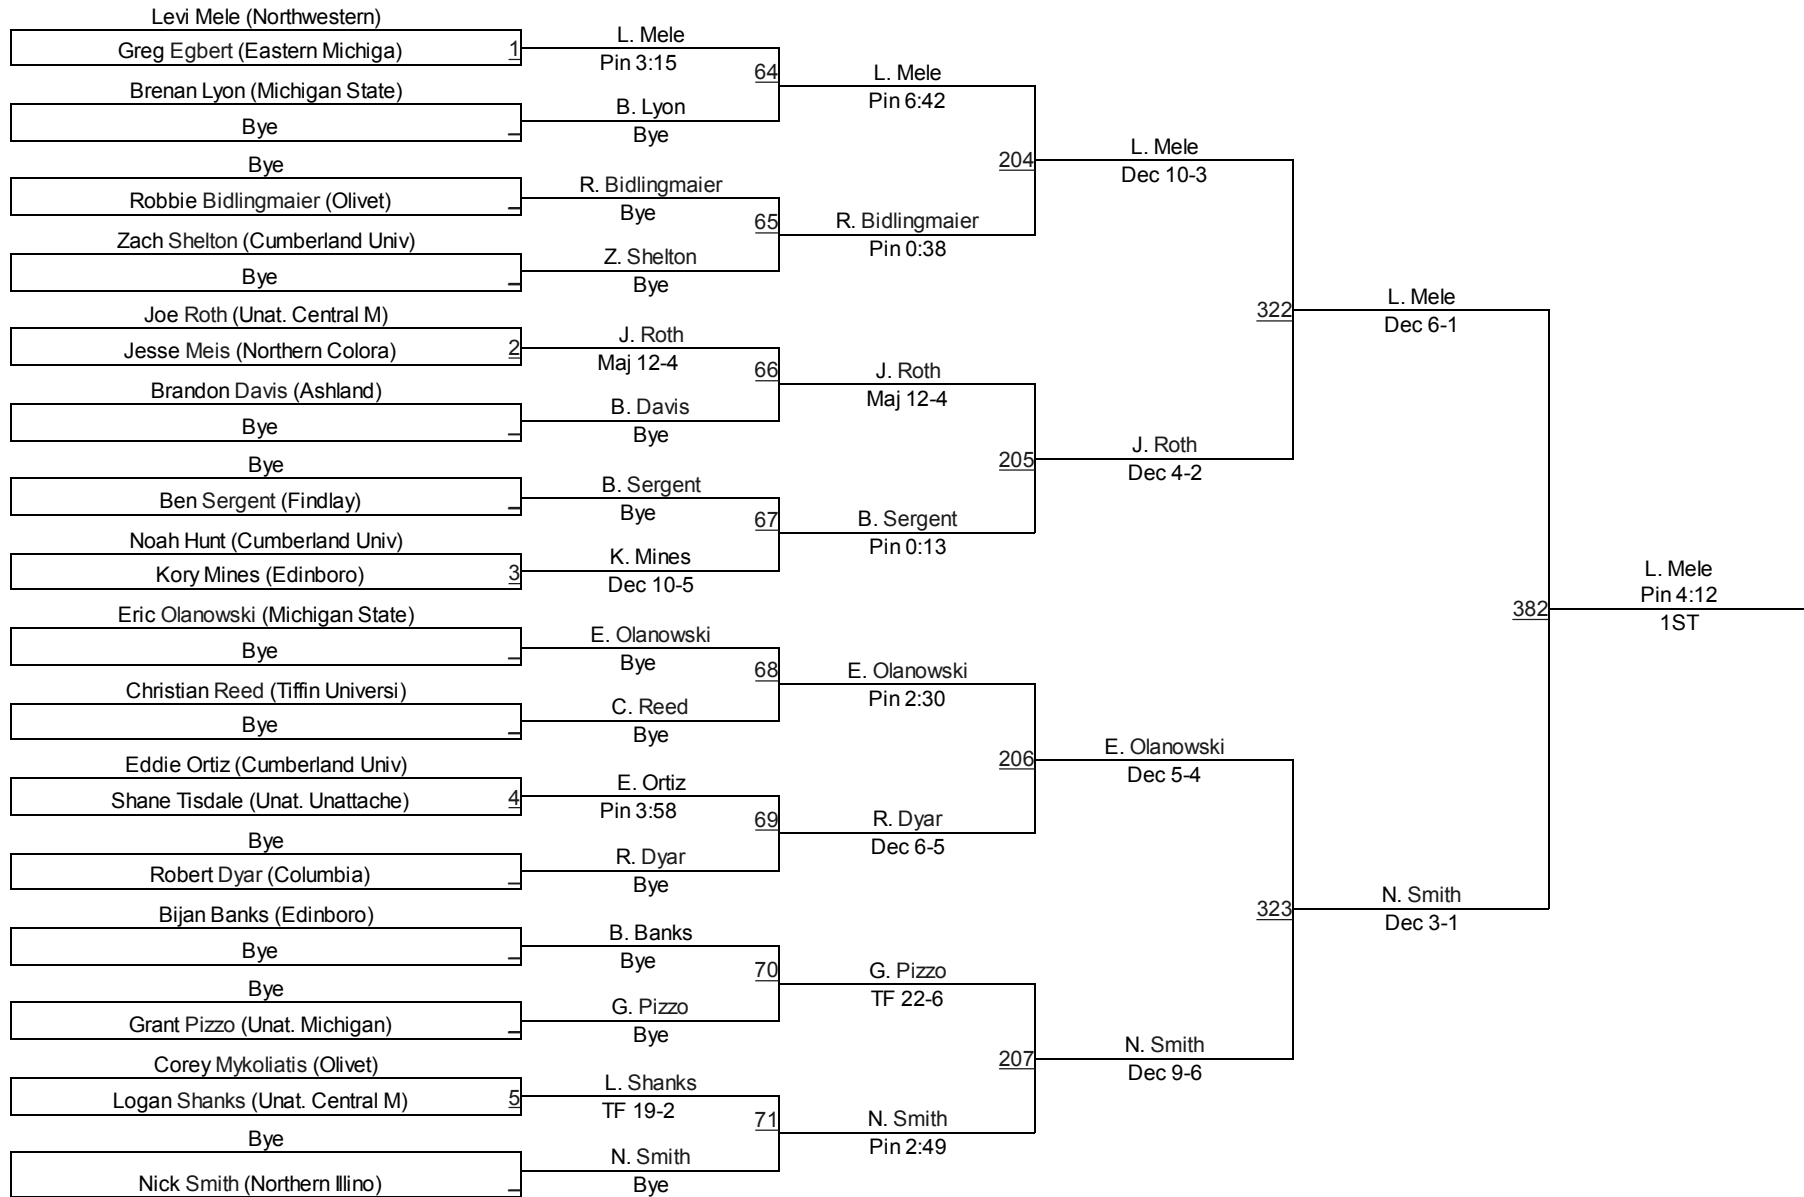 Levi Mele (Northwestern)
Greg Egbert (Eastern Michiga) 1
Brenan Lyon (Michigan State)
Bye _
Bye
Robbie Bidlingmaier (Olivet) _
Zach Shelton (Cumberland Univ)
Bye _
Joe Roth (Unat. Central M)
Jesse Meis (Northern Colora) 2
Brandon Davis (Ashland)
Bye _
Bye
Ben Sergent (Findlay) _
Noah Hunt (Cumberland Univ)
Kory Mines (Edinboro) 3
Eric Olanowski (Michigan State)
Bye _
Christian Reed (Tiffin Universi)
Bye _
Eddie Ortiz (Cumberland Univ)
Shane Tisdale (Unat. Unattache) 4
Bye
Robert Dyar (Columbia) _
Bijan Banks (Edinboro)
Bye _
Bye
Grant Pizzo (Unat. Michigan) _
Corey Mykoliatis (Olivet)
Logan Shanks (Unat. Central M) 5
Bye
Nick Smith (Northern Illino) _
L. Mele
Pin 3:15
64
B. Lyon
Bye
R. Bidlingmaier
Bye
65
Z. Shelton
Bye
J. Roth
Maj 12-4
66
B. Davis
Bye
B. Sergent
Bye
67
K. Mines
Dec 10-5
E. Olanowski
Bye
68
C. Reed
Bye
E. Ortiz
Pin 3:58
69
R. Dyar
Bye
B. Banks
Bye
70
G. Pizzo
Bye
L. Shanks
TF 19-2
71
N. Smith
Bye
L. Mele
Pin 6:42
204
R. Bidlingmaier
Pin 0:38
J. Roth
Maj 12-4
205
B. Sergent
Pin 0:13
E. Olanowski
Pin 2:30
206
R. Dyar
Dec 6-5
G. Pizzo
TF 22-6
207
N. Smith
Pin 2:49
L. Mele
Dec 10-3
322
J. Roth
Dec 4-2
E. Olanowski
Dec 5-4
323
N. Smith
Dec 9-6
L. Mele
Dec 6-1
382
N. Smith
Dec 3-1
L. Mele
Pin 4:12
1ST